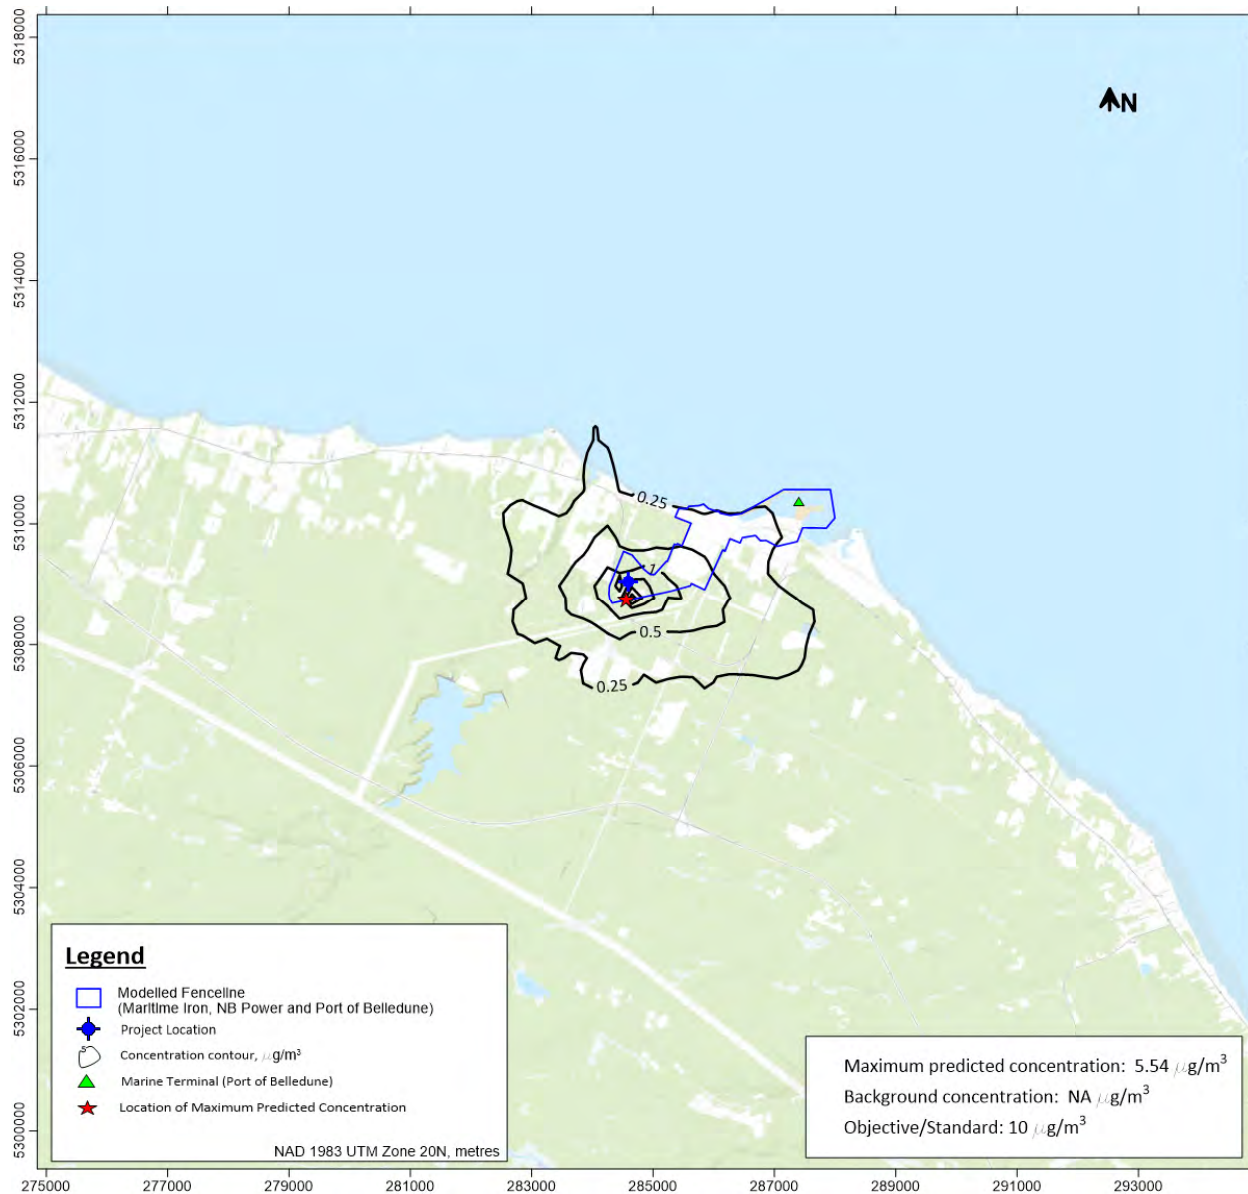 N
5318000
5316000
5314000
5312000
5310000
5308000
5306000
5304000
5302000
5300000
0.25
1
0.5
0.25
Legend
Modelled Fenceline
(Maritime Iron, NB Power and Port of Belledune)
Project Location
Concentration contour, µg/m³
Marine Terminal (Port of Belledune)
Location of Maximum Predicted Concentration
NAD 1983 UTM Zone 20N, metres
Maximum predicted concentration: 5.54 µg/m³
Background concentration: NA µg/m³
Objective/Standard: 10 µg/m³
275000 277000 279000 281000 283000 285000 287000 289000 291000 293000